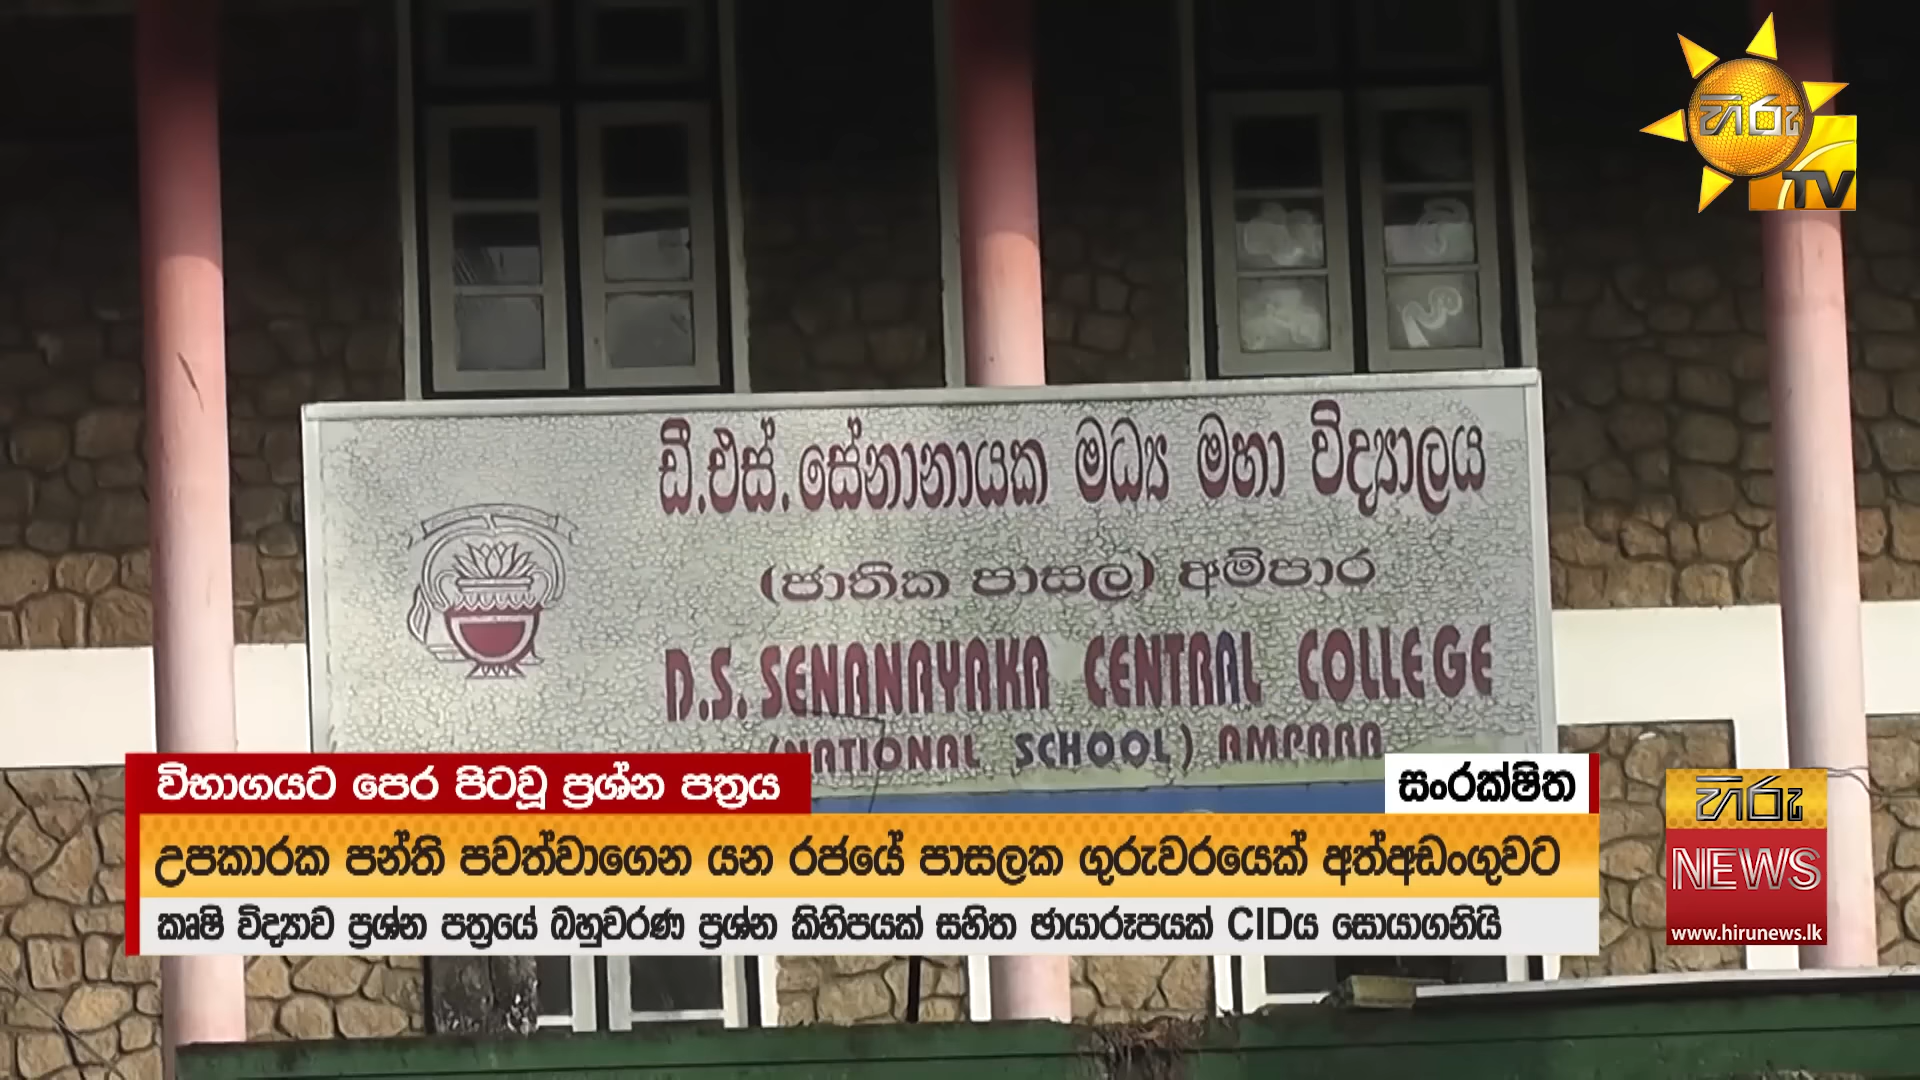 හිරු
TV
ඩී.එස්.සේනානායක මධ්‍ය මහා විද්‍යාලය
(ජාතික පාසල) අම්පාර
D.S. SENANAYAKA CENTRAL COLLEGE
(NATIONAL SCHOOL) AMPARA
විභාගයට පෙර පිටවූ ප්‍රශ්න පත්‍රය
සංරක්ෂිත
උපකාරක පන්ති පවත්වාගෙන යන රජයේ පාසලක ගුරුවරයෙක් අත්අඩංගුවට
කෘෂි විද්‍යාව ප්‍රශ්න පත්‍රයේ බහුවරණ ප්‍රශ්න කිහිපයක් සහිත ඡායාරූපයක් CIDය සොයාගනියි
හිරු
NEWS
www.hirunews.lk